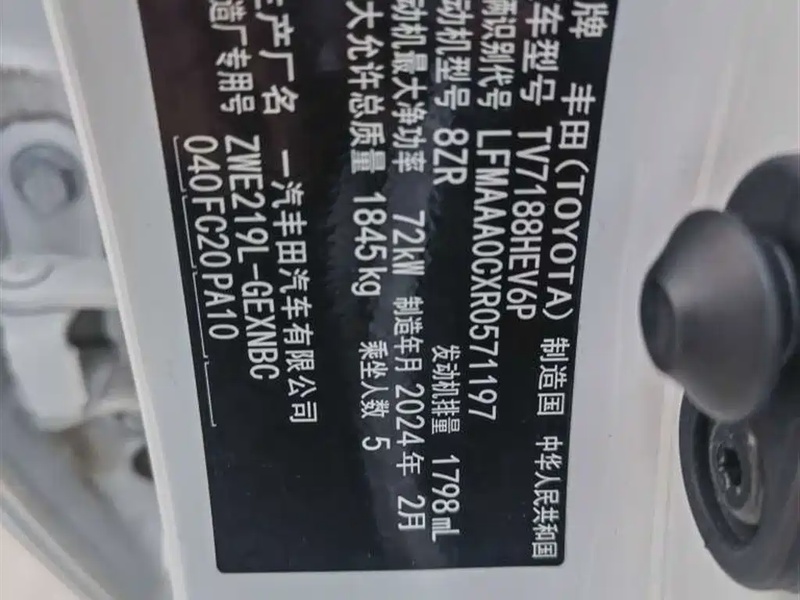 牌 丰田(TOYOTA) 制造国 中华人民共和国
车型号 TV7188HEV6P
辆识别代号 LFMAAA0CXR0571197
动机型号 8ZR 发动机排量 1798mL
动机最大净功率 72kW 制造年月 2024年 2月
大允许总质量 1845kg 乘坐人数 5
生产厂名 一汽丰田汽车有限公司
造厂专用号 ZWE219L-GEXNBC
040 FC20 PA10